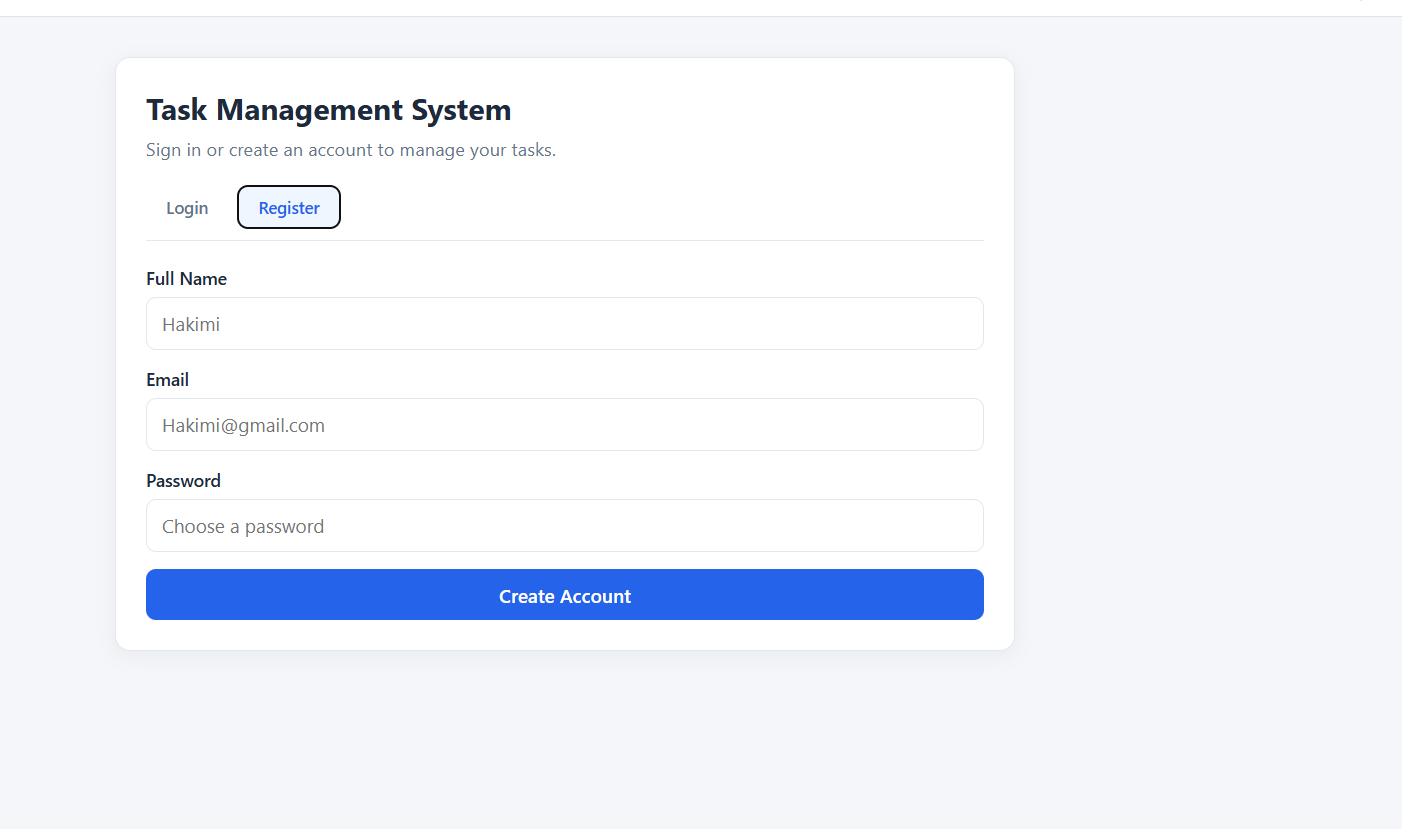 Task Management System
Sign in or create an account to manage your tasks.
Login Register
Full Name
Hakimi
Email
Hakimi@gmail.com
Password
Choose a password
Create Account